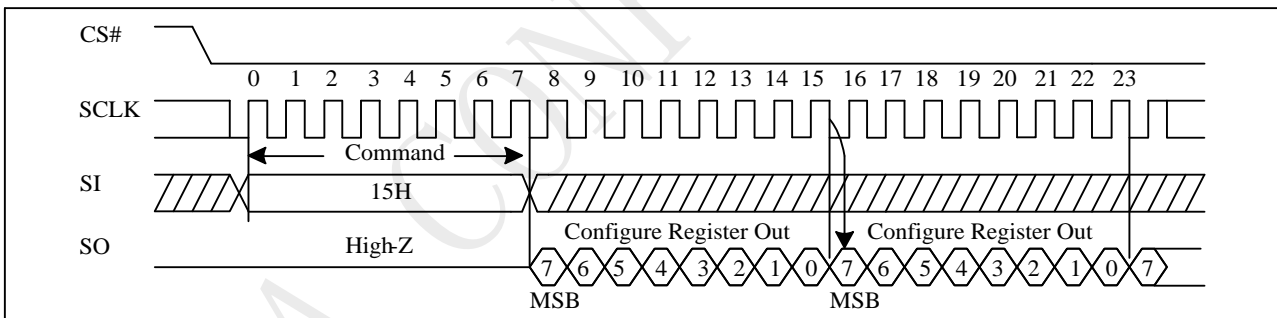 CS#
0 1 2 3 4 5 6 7 8 9 10 11 12 13 14 15 16 17 18 19 20 21 22 23
SCLK
Command
SI
15H
SO
High-Z
Configure Register Out
Configure Register Out
7 6 5 4 3 2 1 0 7 6 5 4 3 2 1 0 7
MSB
MSB